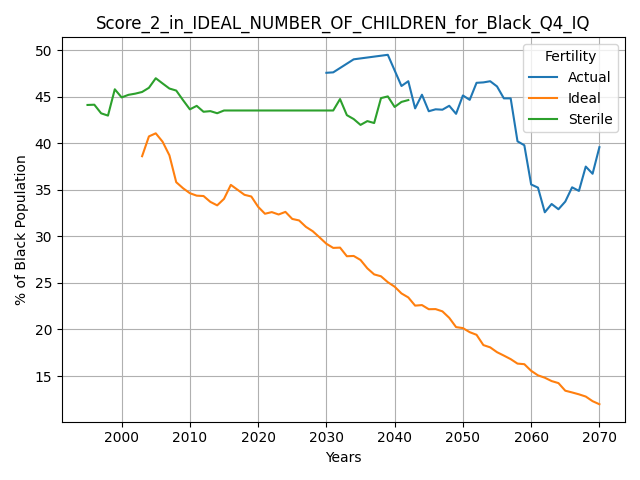 Score_2_in_IDEAL_NUMBER_OF_CHILDREN_for_Black_Q4_IQ
Fertility
Actual
Ideal
Sterile
% of Black Population
50
45
40
35
30
25
20
15
2000 2010 2020 2030 2040 2050 2060 2070
Years